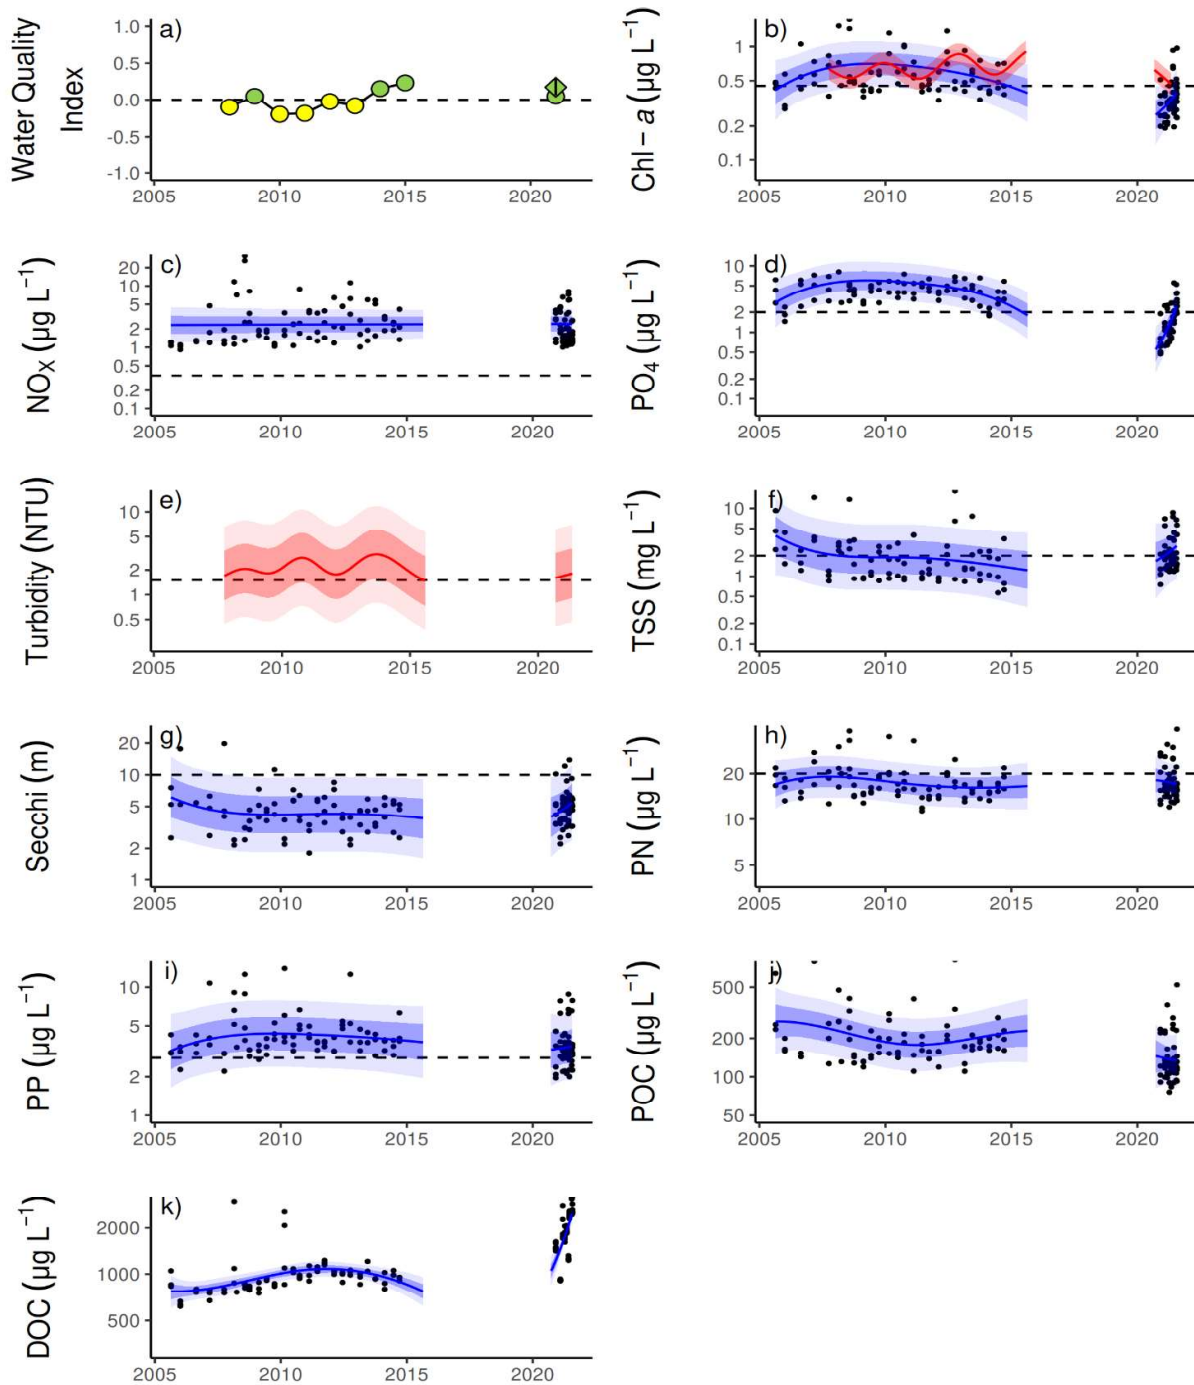 a)
Water Quality
Index
1.0
0.5
0.0
-0.5
-1.0
2005 2010 2015 2020
b)
Chl-a (µg L⁻¹)
1
0.5
0.2
0.1
2005 2010 2015 2020
c)
NOX (µg L⁻¹)
20
10
5
2
1
0.5
0.2
0.1
2005 2010 2015 2020
d)
PO4 (µg L⁻¹)
10
5
2
1
0.5
0.2
0.1
2005 2010 2015 2020
e)
Turbidity (NTU)
10
5
2
1
0.5
2005 2010 2015 2020
f)
TSS (mg L⁻¹)
10
5
2
1
0.5
0.2
0.1
2005 2010 2015 2020
g)
Secchi (m)
20
10
5
2
1
2005 2010 2015 2020
h)
PN (µg L⁻¹)
20
10
5
2005 2010 2015 2020
i)
PP (µg L⁻¹)
10
5
2
1
2005 2010 2015 2020
j)
POC (µg L⁻¹)
500
200
100
50
2005 2010 2015 2020
k)
DOC (µg L⁻¹)
2000
1000
500
2005 2010 2015 2020